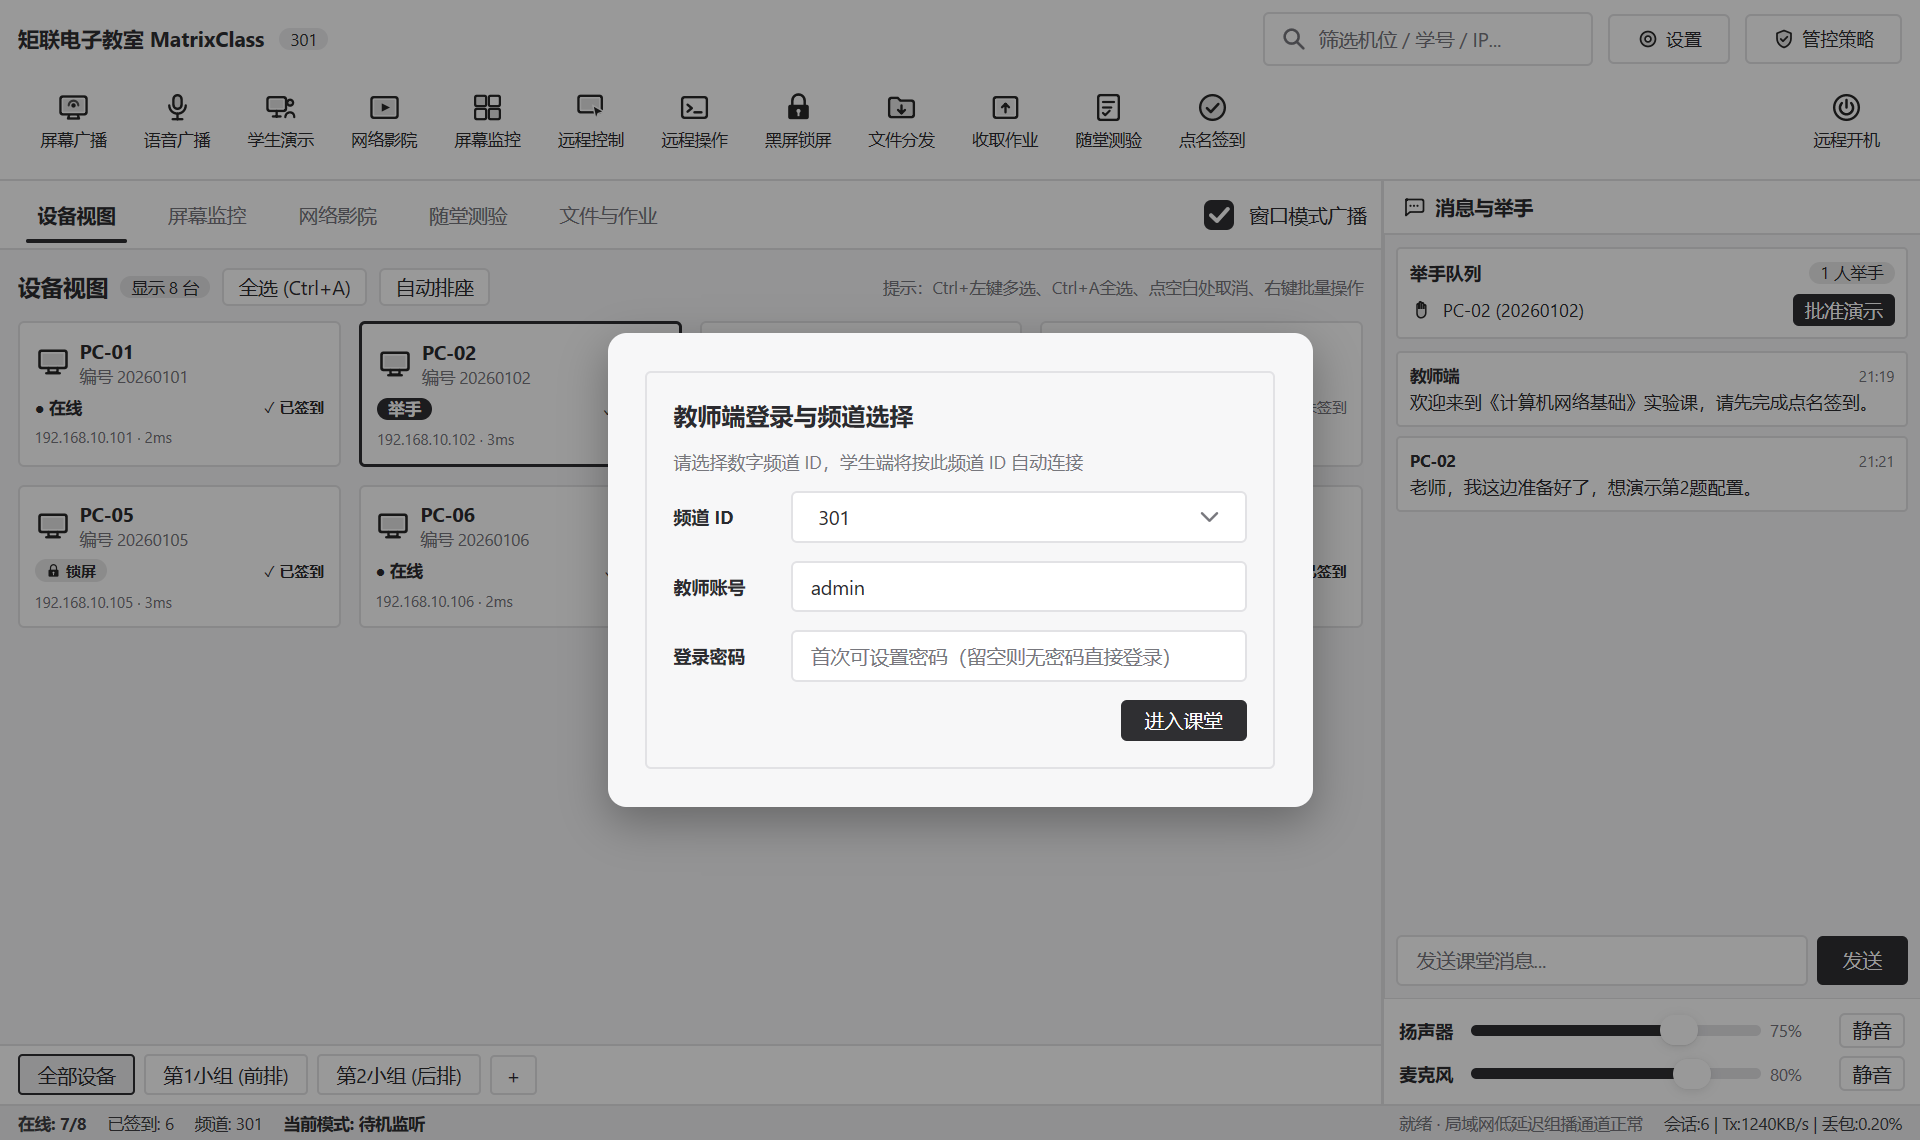 矩联电子教室 MatrixClass 301
筛选机位 / 学号 / IP...
设置
管控策略
屏幕广播
语音广播
学生演示
网络影院
屏幕监控
远程控制
远程操作
黑屏锁屏
文件分发
收取作业
随堂测验
点名签到
远程开机
设备视图
屏幕监控
网络影院
随堂测验
文件与作业
窗口模式广播
设备视图 显示 8 台 全选 (Ctrl+A) 自动排座
提示：Ctrl+左键多选、Ctrl+A全选、点空白处取消、右键批量操作
PC-01
编号 20260101
● 在线 ✓ 已签到
192.168.10.101 · 2ms
PC-02
编号 20260102
举手
192.168.10.102 · 3ms
签到
PC-05
编号 20260105
锁屏 ✓ 已签到
192.168.10.105 · 3ms
PC-06
编号 20260106
● 在线
192.168.10.106 · 2ms
签到
教师端登录与频道选择
请选择数字频道 ID，学生端将按此频道 ID 自动连接
频道 ID 301
教师账号 admin
登录密码 首次可设置密码（留空则无密码直接登录）
进入课堂
消息与举手
举手队列 1 人举手
PC-02 (20260102) 批准演示
教师端 21:19
欢迎来到《计算机网络基础》实验课，请先完成点名签到。
PC-02 21:21
老师，我这边准备好了，想演示第2题配置。
发送课堂消息... 发送
扬声器 75% 静音
麦克风 80% 静音
全部设备 第1小组 (前排) 第2小组 (后排) +
在线: 7/8 已签到: 6 频道: 301 当前模式: 待机监听
就绪 · 局域网低延迟组播通道正常 会话:6 | Tx:1240KB/s | 丢包:0.20%